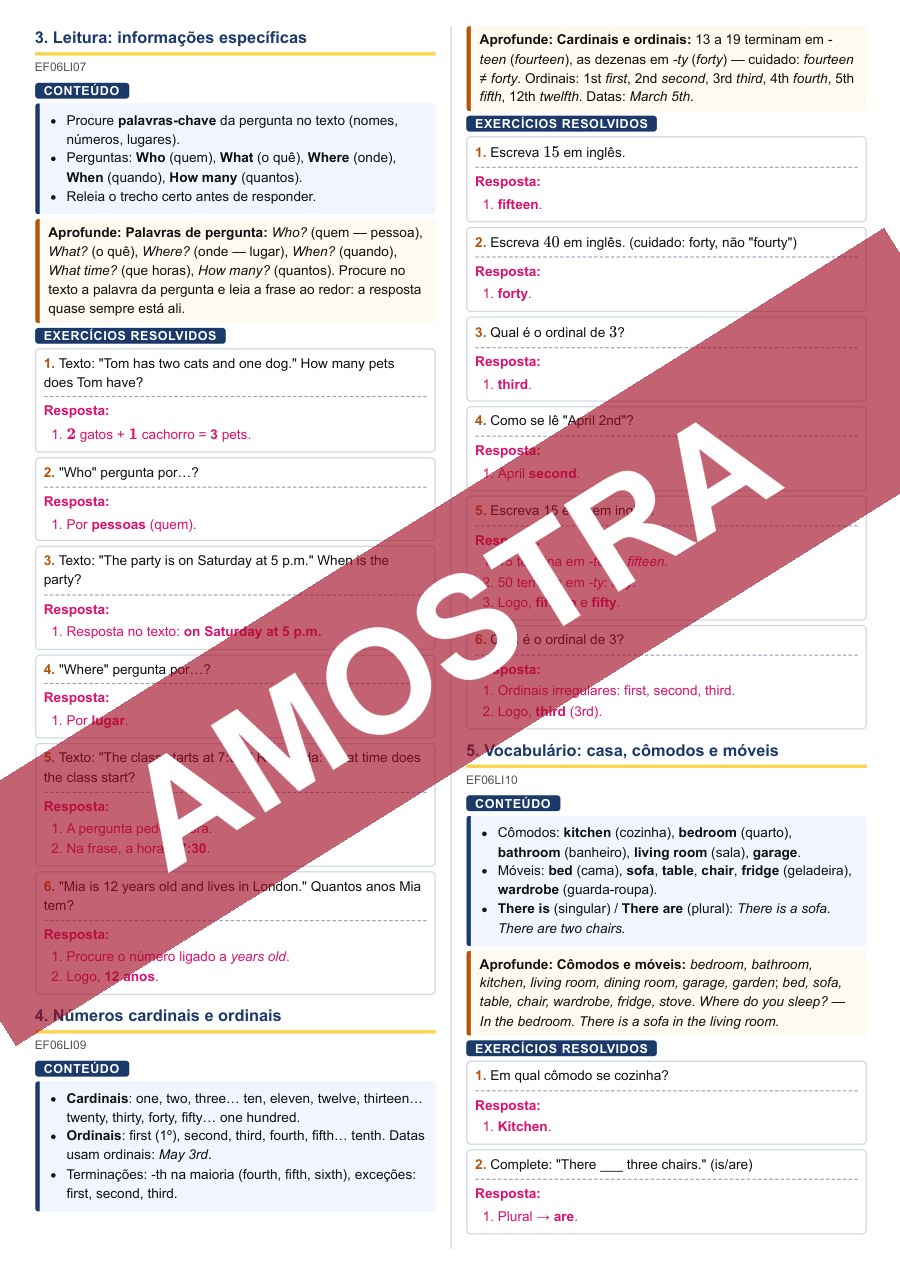 3. Leitura: informações específicas
EF06LI07
CONTEÚDO
• Procure palavras-chave da pergunta no texto (nomes,
números, lugares).
• Perguntas: Who (quem), What (o quê), Where (onde),
When (quando), How many (quantos).
• Releia o trecho certo antes de responder.
Aprofunde: Palavras de pergunta: Who? (quem — pessoa),
What? (o quê), Where? (onde — lugar), When? (quando),
What time? (que horas), How many? (quantos). Procure no
texto a palavra da pergunta e leia a frase ao redor: a resposta
quase sempre está ali.
EXERCÍCIOS RESOLVIDOS
1. Texto: "Tom has two cats and one dog." How many pets
does Tom have?
Resposta:
1. 2 gatos + 1 cachorro = 3 pets.
2. "Who" pergunta por…?
Resposta:
1. Por pessoas (quem).
3. Texto: "The party is on Saturday at 5 p.m." When is the
party?
Resposta:
1. Resposta no texto: on Saturday at 5 p.m.
4. "Where" pergunta por…?
Resposta:
1. Por lugar.
5. Texto: "The class starts at time does
the class start?
Resposta:
1. A pergunta
2. Na frase, a hora 7:30.
6. "Mia is 12 years old and lives in London." Quantos anos Mia
tem?
Resposta:
1. Procure o número ligado a years old.
2. Logo, 12 anos.
4. Números cardinais e ordinais
EF06LI09
CONTEÚDO
• Cardinais: one, two, three… ten, eleven, twelve, thirteen…
twenty, thirty, forty, fifty… one hundred.
• Ordinais: first (1º), second, third, fourth, fifth… tenth. Datas
usam ordinais: May 3rd.
• Terminações: -th na maioria (fourth, fifth, sixth), exceções:
first, second, third.
Aprofunde: Cardinais e ordinais: 13 a 19 terminam em -
teen (fourteen), as dezenas em -ty (forty) — cuidado: fourteen
≠ forty. Ordinais: 1st first, 2nd second, 3rd third, 4th fourth, 5th
fifth, 12th twelfth. Datas: March 5th.
EXERCÍCIOS RESOLVIDOS
1. Escreva 15 em inglês.
Resposta:
1. fifteen.
2. Escreva 40 em inglês. (cuidado: forty, não "fourty")
Resposta:
1. forty.
3. Qual é o ordinal de 3?
Resposta:
1. third.
4. Como se lê "April 2nd"?
Resposta:
1. April second.
5. Escreva 15 em
2. 50 em -ty:
3. Logo, e fifty.
6. é o ordinal de 3?
1. Ordinais irregulares: first, second, third.
2. Logo, third (3rd).
AMOSTRA
5. Vocabulário: casa, cômodos e móveis
EF06LI10
CONTEÚDO
• Cômodos: kitchen (cozinha), bedroom (quarto),
bathroom (banheiro), living room (sala), garage.
• Móveis: bed (cama), sofa, table, chair, fridge (geladeira),
wardrobe (guarda-roupa).
• There is (singular) / There are (plural): There is a sofa.
There are two chairs.
Aprofunde: Cômodos e móveis: bedroom, bathroom,
kitchen, living room, dining room, garage, garden; bed, sofa,
table, chair, wardrobe, fridge, stove. Where do you sleep? —
In the bedroom. There is a sofa in the living room.
EXERCÍCIOS RESOLVIDOS
1. Em qual cômodo se cozinha?
Resposta:
1. Kitchen.
2. Complete: "There ___ three chairs." (is/are)
Resposta:
1. Plural → are.